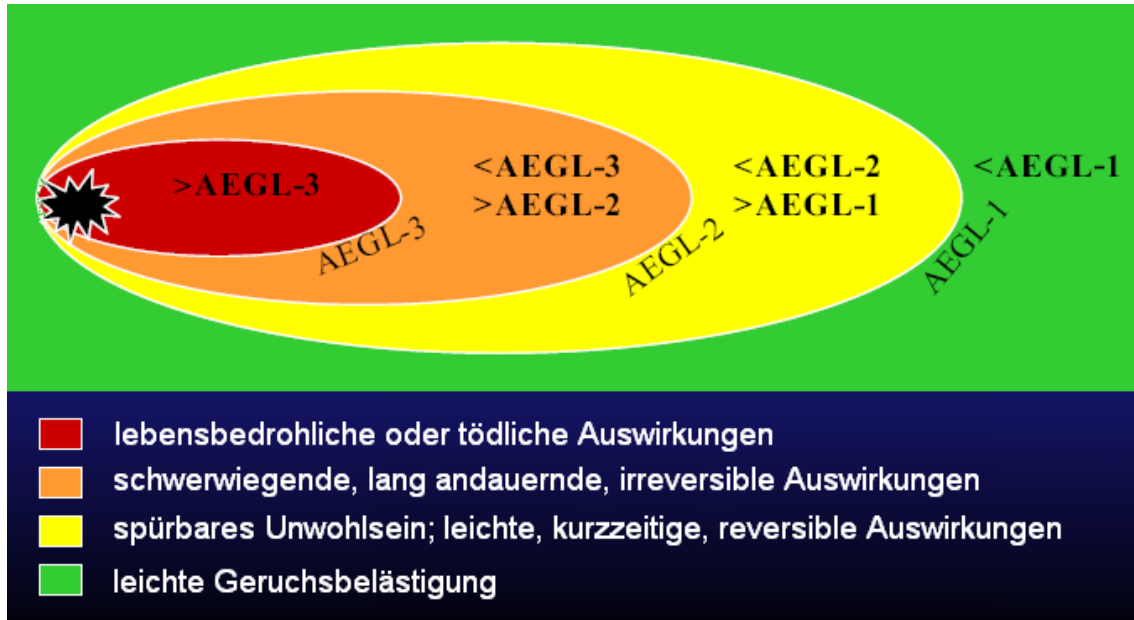 >AEGL-3
<AEGL-3
>AEGL-2
<AEGL-2
>AEGL-1
<AEGL-1
AEGL-3
AEGL-2
AEGL-1
lebensbedrohliche oder tödliche Auswirkungen
schwerwiegende, lang andauernde, irreversible Auswirkungen
spürbares Unwohlsein; leichte, kurzzeitige, reversible Auswirkungen
leichte Geruchsbelästigung